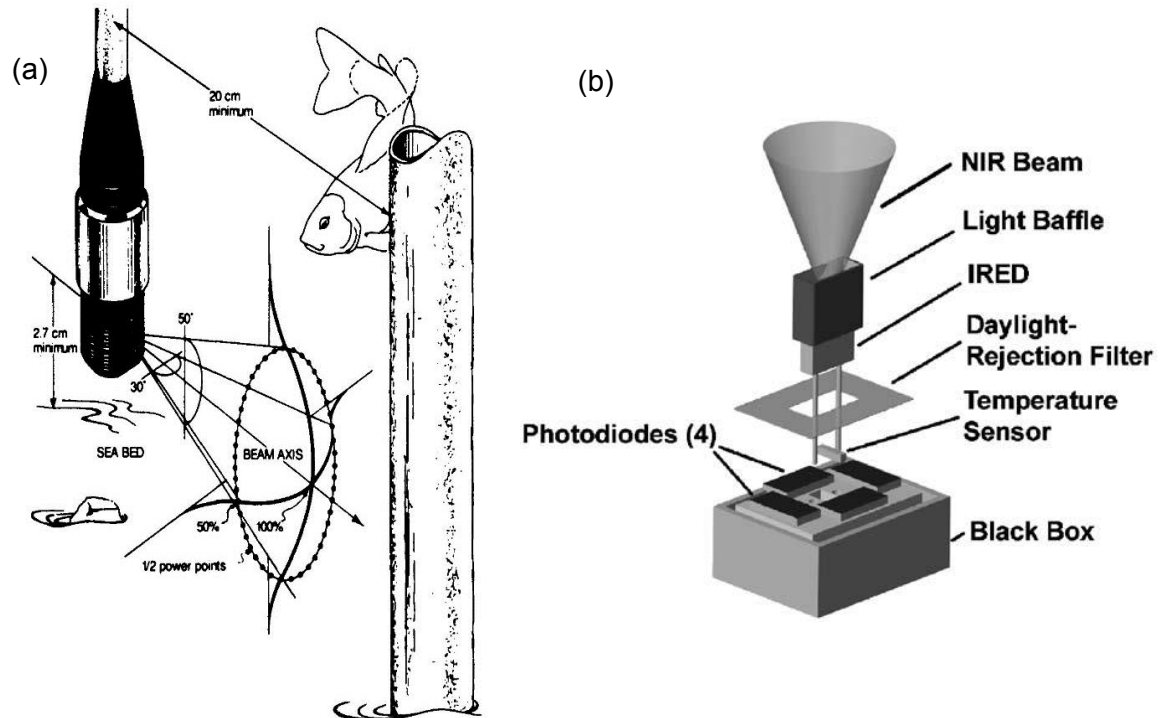 (a)
20 cm
minimum
2.7 cm
minimum
50°
30°
SEA BED
BEAM AXIS
50%
100%
1/2 power points
(b)
NIR Beam
Light Baffle
IRED
Daylight-
Rejection Filter
Temperature
Sensor
Photodiodes (4)
Black Box